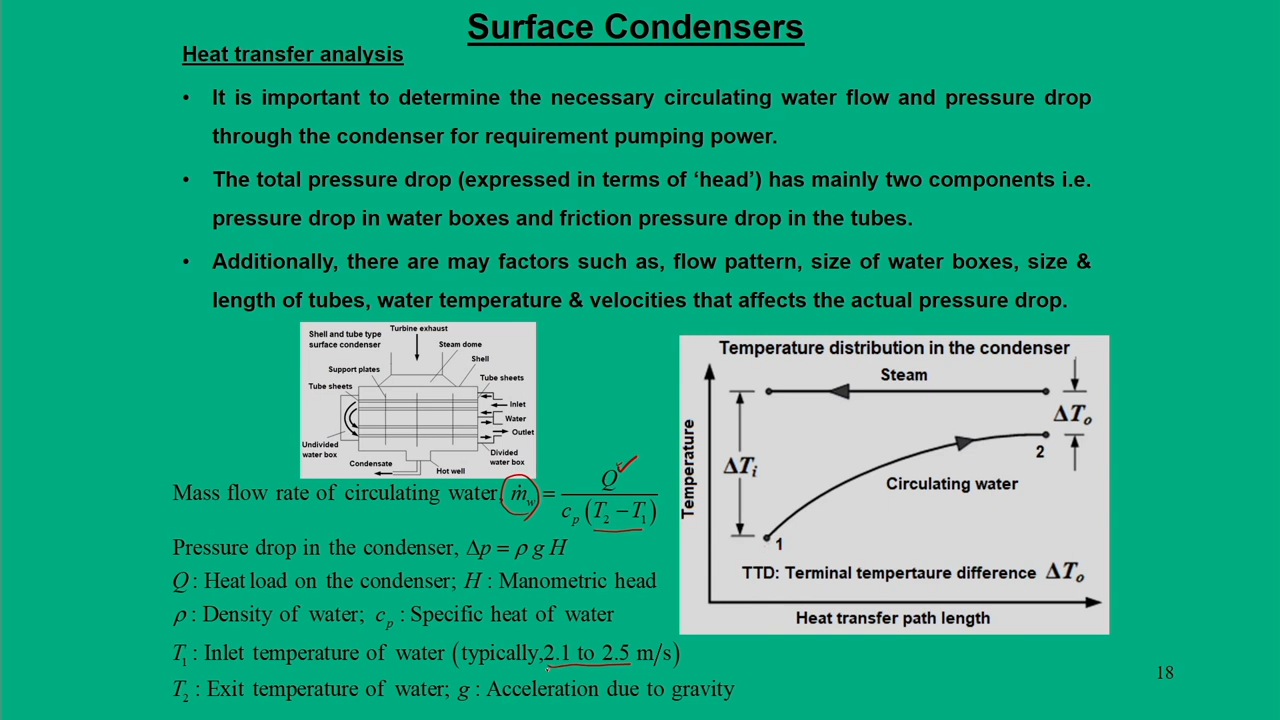 Surface Condensers
Heat transfer analysis
• It is important to determine the necessary circulating water flow and pressure drop
through the condenser for requirement pumping power.
• The total pressure drop (expressed in terms of ‘head’) has mainly two components i.e.
pressure drop in water boxes and friction pressure drop in the tubes.
• Additionally, there are may factors such as, flow pattern, size of water boxes, size &
length of tubes, water temperature & velocities that affects the actual pressure drop.
Shell and tube type
surface condenser
Turbine exhaust
Steam dome
Shell
Support plates
Tube sheets
Tube sheets
Inlet
Water
Outlet
Undivided
water box
Divided
water box
Condensate
Hot well
Temperature distribution in the condenser
Steam
ΔTₒ
ΔTᵢ
2
Circulating water
1
TTD: Terminal tempertaure difference ΔTₒ
Temperature
Heat transfer path length
Mass flow rate of circulating water, ṁ_w = Q / c_p (T₂ − T₁)
Pressure drop in the condenser, Δp = ρ g H
Q : Heat load on the condenser; H : Manometric head
ρ : Density of water; c_p : Specific heat of water
T₁ : Inlet temperature of water (typically,2.1 to 2.5 m/s)
T₂ : Exit temperature of water; g : Acceleration due to gravity
18